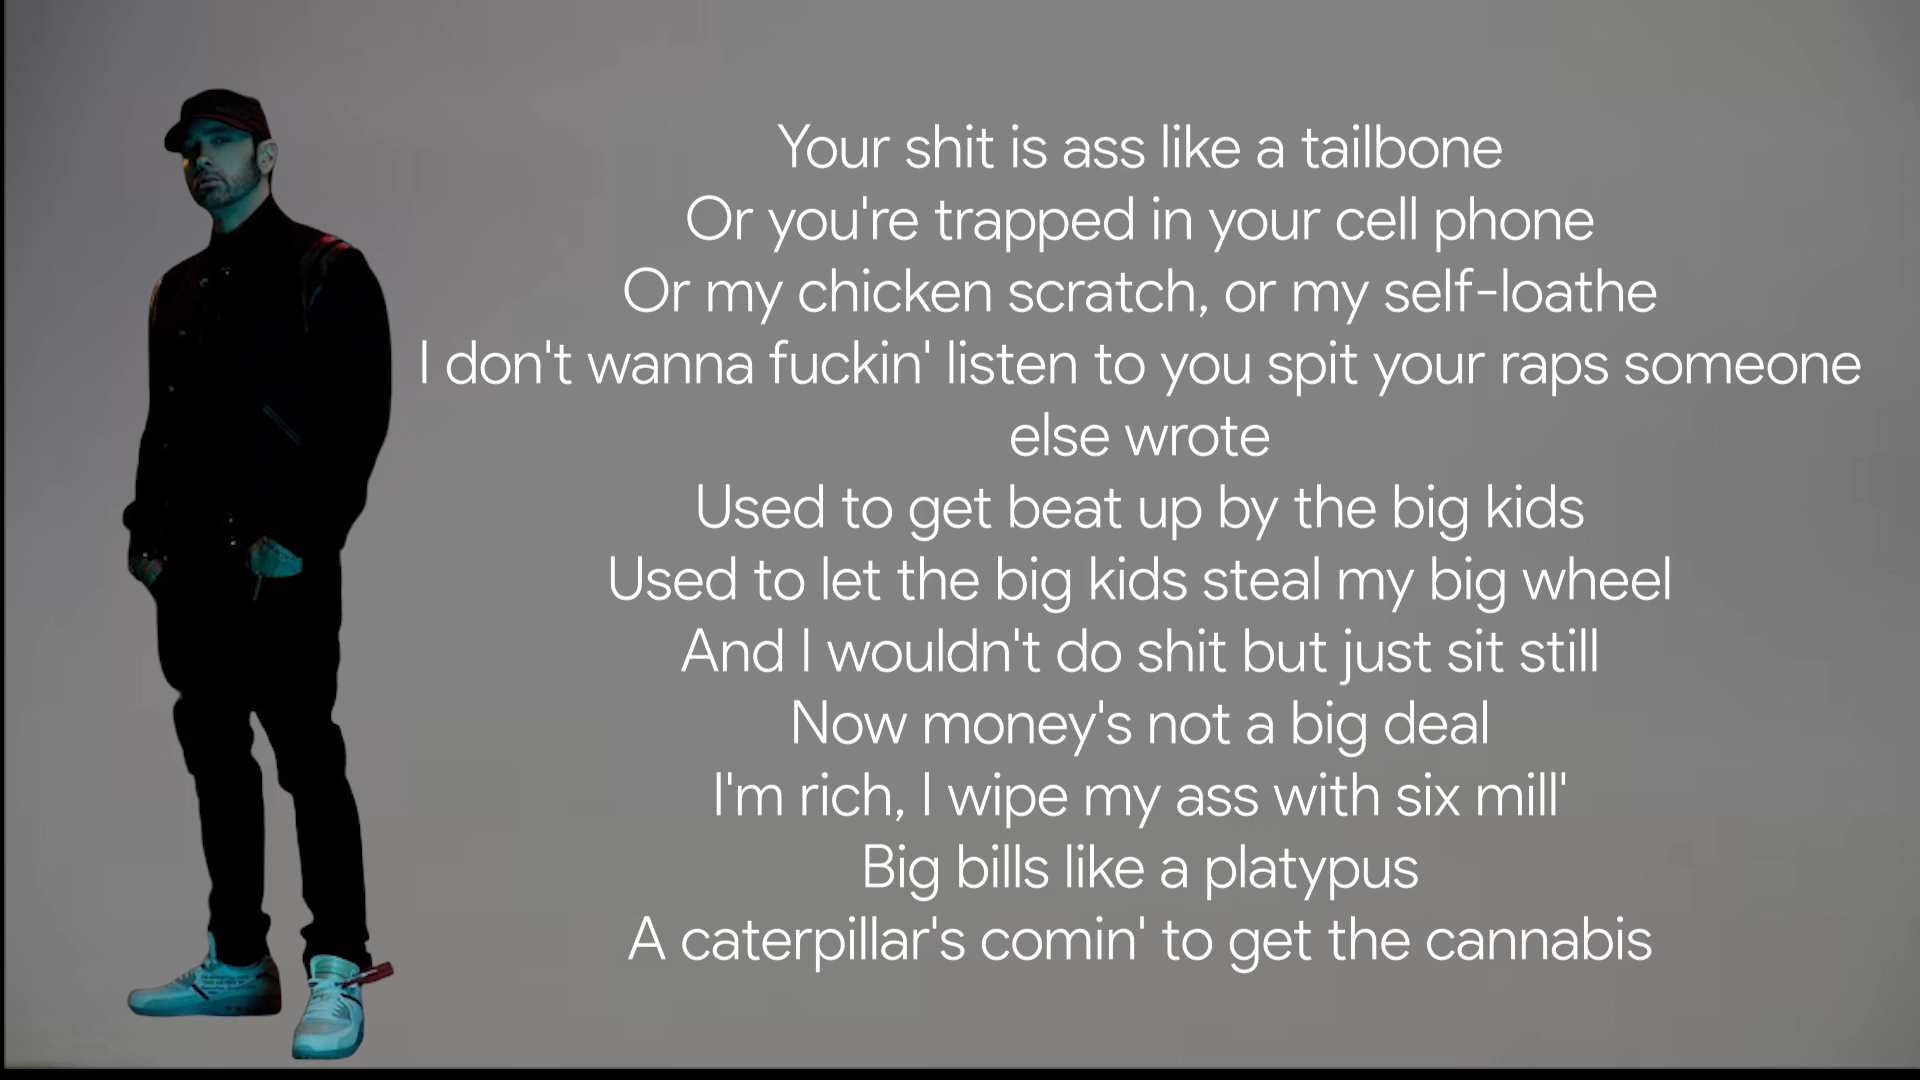 Your shit is ass like a tailbone
Or you're trapped in your cell phone
Or my chicken scratch, or my self-loathe
I don't wanna fuckin' listen to you spit your raps someone
else wrote
Used to get beat up by the big kids
Used to let the big kids steal my big wheel
And I wouldn't do shit but just sit still
Now money's not a big deal
I'm rich, I wipe my ass with six mill'
Big bills like a platypus
A caterpillar's comin' to get the cannabis